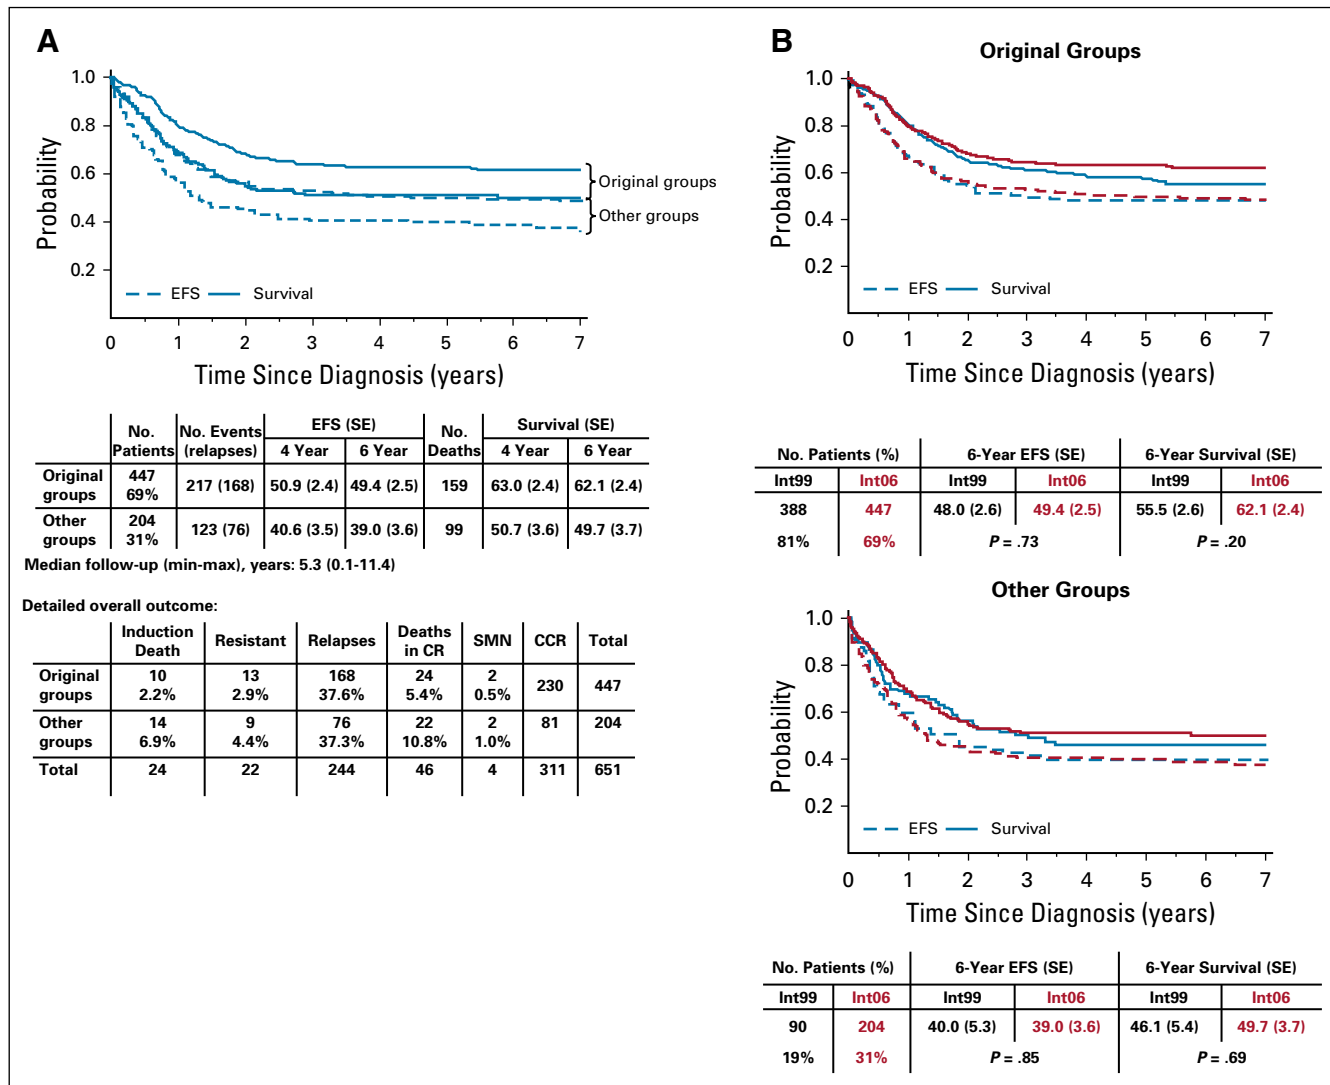 A
1.0
0.8
0.6
0.4
0.2
Probability
Original groups
Other groups
EFS Survival
0 1 2 3 4 5 6 7
Time Since Diagnosis (years)
No. Patients No. Events (relapses) EFS (SE) No. Deaths Survival (SE)
4 Year 6 Year 4 Year 6 Year
Original groups 447 69% 217 (168) 50.9 (2.4) 49.4 (2.5) 159 63.0 (2.4) 62.1 (2.4)
Other groups 204 31% 123 (76) 40.6 (3.5) 39.0 (3.6) 99 50.7 (3.6) 49.7 (3.7)
Median follow-up (min-max), years: 5.3 (0.1-11.4)
Detailed overall outcome:
Induction Death Resistant Relapses Deaths in CR SMN CCR Total
Original groups 10 2.2% 13 2.9% 168 37.6% 24 5.4% 2 0.5% 230 447
Other groups 14 6.9% 9 4.4% 76 37.3% 22 10.8% 2 1.0% 81 204
Total 24 22 244 46 4 311 651
B
Original Groups
1.0
0.8
0.6
0.4
0.2
Probability
EFS Survival
0 1 2 3 4 5 6 7
Time Since Diagnosis (years)
No. Patients (%) 6-Year EFS (SE) 6-Year Survival (SE)
Int99 Int06 Int99 Int06 Int99 Int06
388 447 48.0 (2.6) 49.4 (2.5) 55.5 (2.6) 62.1 (2.4)
81% 69% P = .73 P = .20
Other Groups
1.0
0.8
0.6
0.4
0.2
Probability
EFS Survival
0 1 2 3 4 5 6 7
Time Since Diagnosis (years)
No. Patients (%) 6-Year EFS (SE) 6-Year Survival (SE)
Int99 Int06 Int99 Int06 Int99 Int06
90 204 40.0 (5.3) 39.0 (3.6) 46.1 (5.4) 49.7 (3.7)
19% 31% P = .85 P = .69